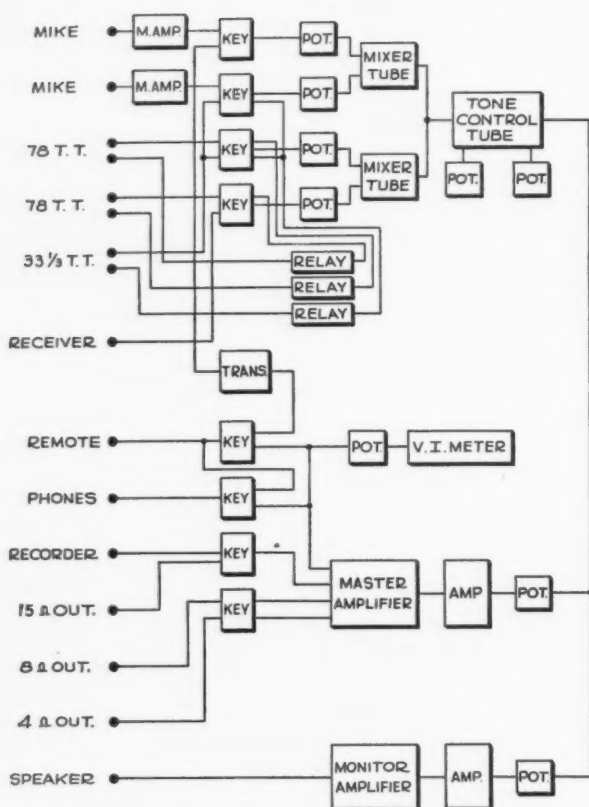 MIKE
M.AMP.
KEY
POT.
MIXER
TUBE
MIKE
M.AMP.
KEY
POT.
TONE
CONTROL
TUBE
POT.
POT.
78 T.T.
KEY
POT.
MIXER
TUBE
78 T.T.
KEY
POT.
33 1/3 T.T.
RELAY
RELAY
RELAY
RECEIVER
TRANS.
REMOTE
KEY
POT.
V.I. METER
PHONES
KEY
RECORDER
KEY
MASTER
AMPLIFIER
AMP
POT.
15 Ω OUT.
KEY
8 Ω OUT.
4 Ω OUT.
SPEAKER
MONITOR
AMPLIFIER
AMP.
POT.